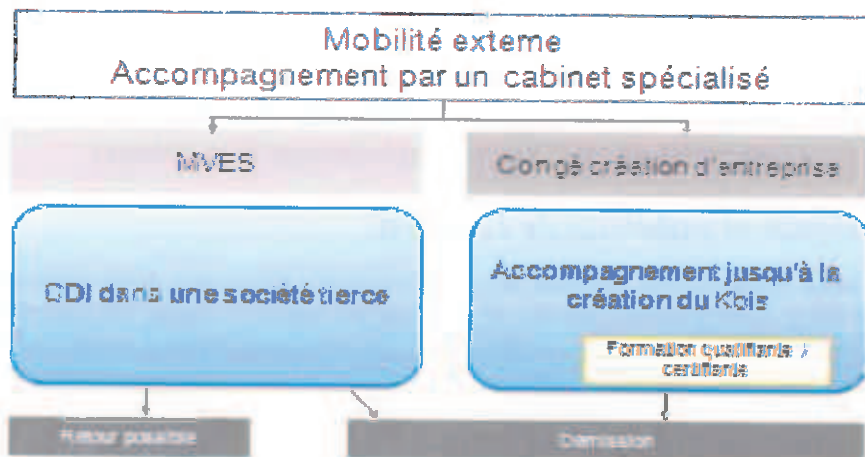 Mobilité externe
Accompagnement par un cabinet spécialisé
MVES
Congé création d'entreprise
CDI dans une société tierce
Accompagnement jusqu'à la
création du Kbis
Formation qualifiante /
certifiante
Retour possible
Démission